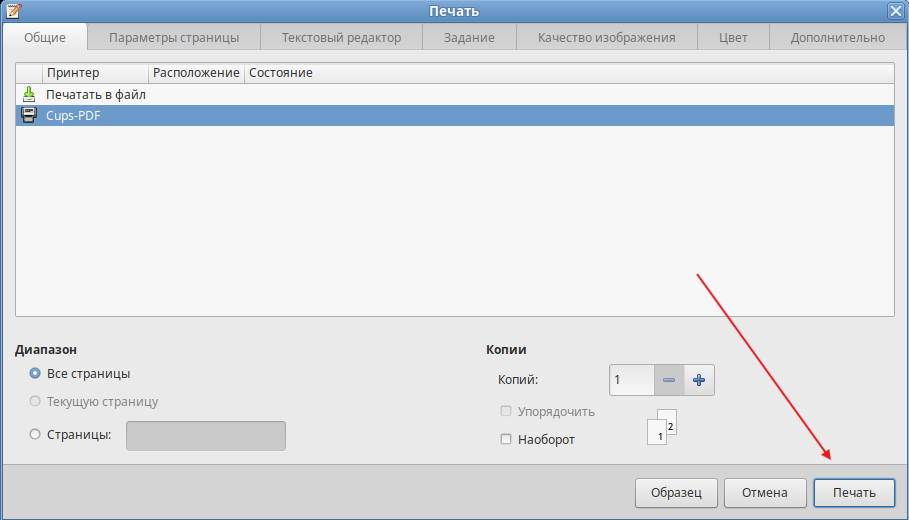 Печать
Общие Параметры страницы Текстовый редактор Задание Качество изображения Цвет Дополнительно
Принтер Расположение Состояние
Печатать в файл
Cups-PDF
Диапазон
Все страницы
Текущую страницу
Страницы:
Копии
Копий: 1
Упорядочить
Наоборот
2
1
Образец Отмена Печать